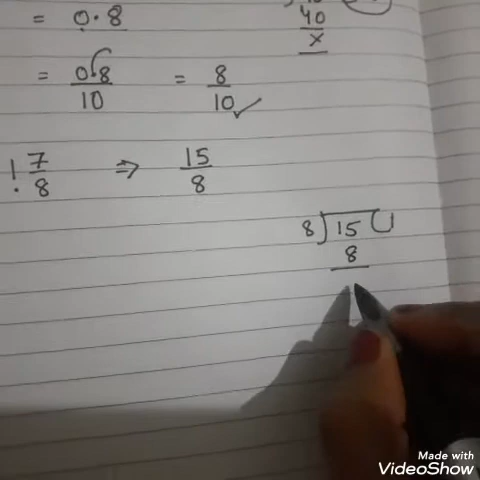 = 0.8
40
x
= 0.8/10 = 8/10 ✓
1 7/8 ⇒ 15/8
8)15(1
8
Made with
VideoShow